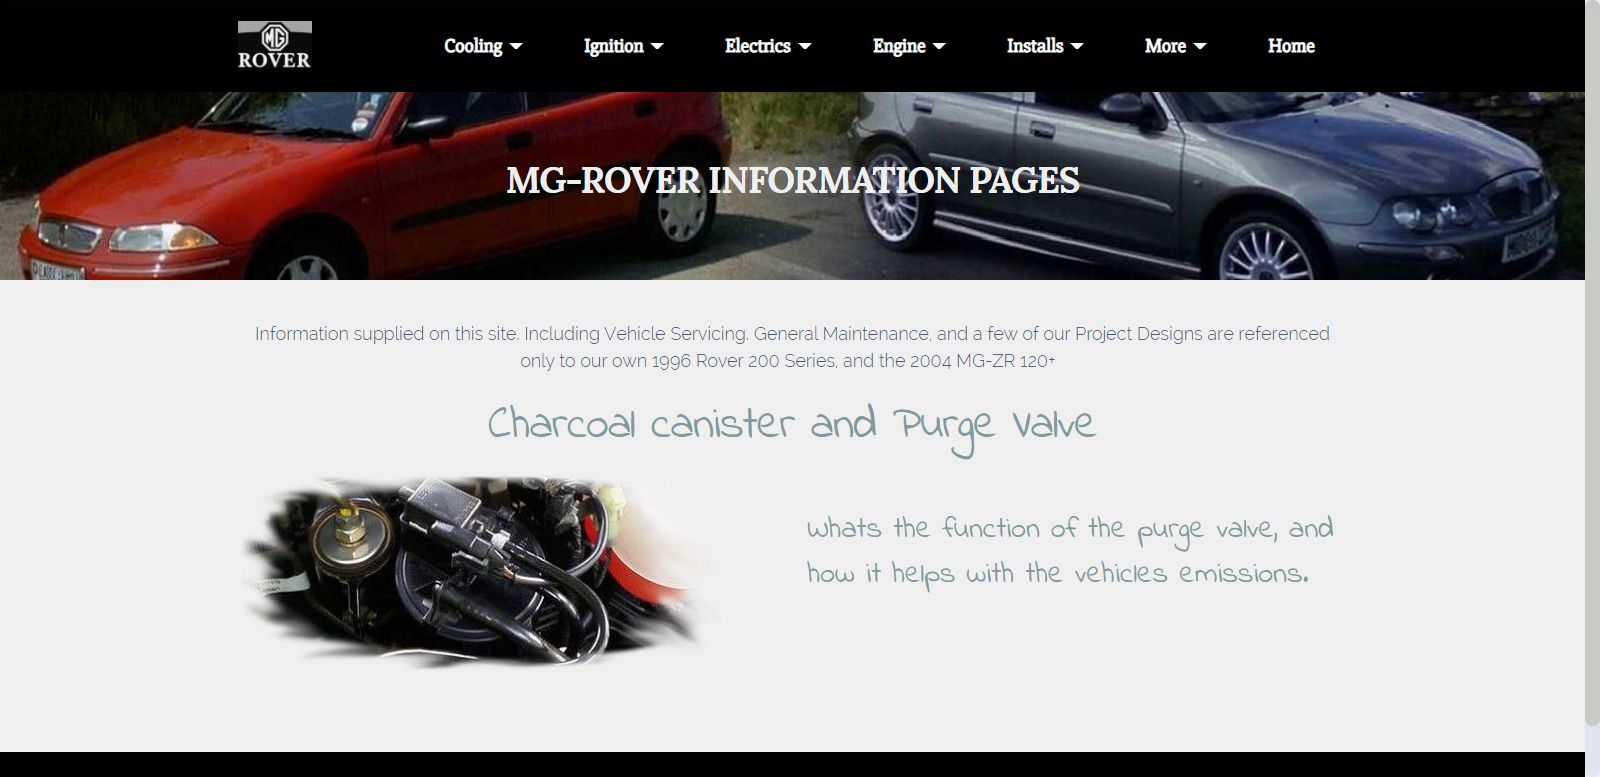 MG
ROVER
Cooling
Ignition
Electrics
Engine
Installs
More
Home
MG-ROVER INFORMATION PAGES
Information supplied on this site. Including Vehicle Servicing. General Maintenance, and a few of our Project Designs are referenced
only to our own 1996 Rover 200 Series, and the 2004 MG-ZR 120+
Charcoal canister and Purge Valve
Whats the function of the purge valve, and
how it helps with the vehicles emissions.